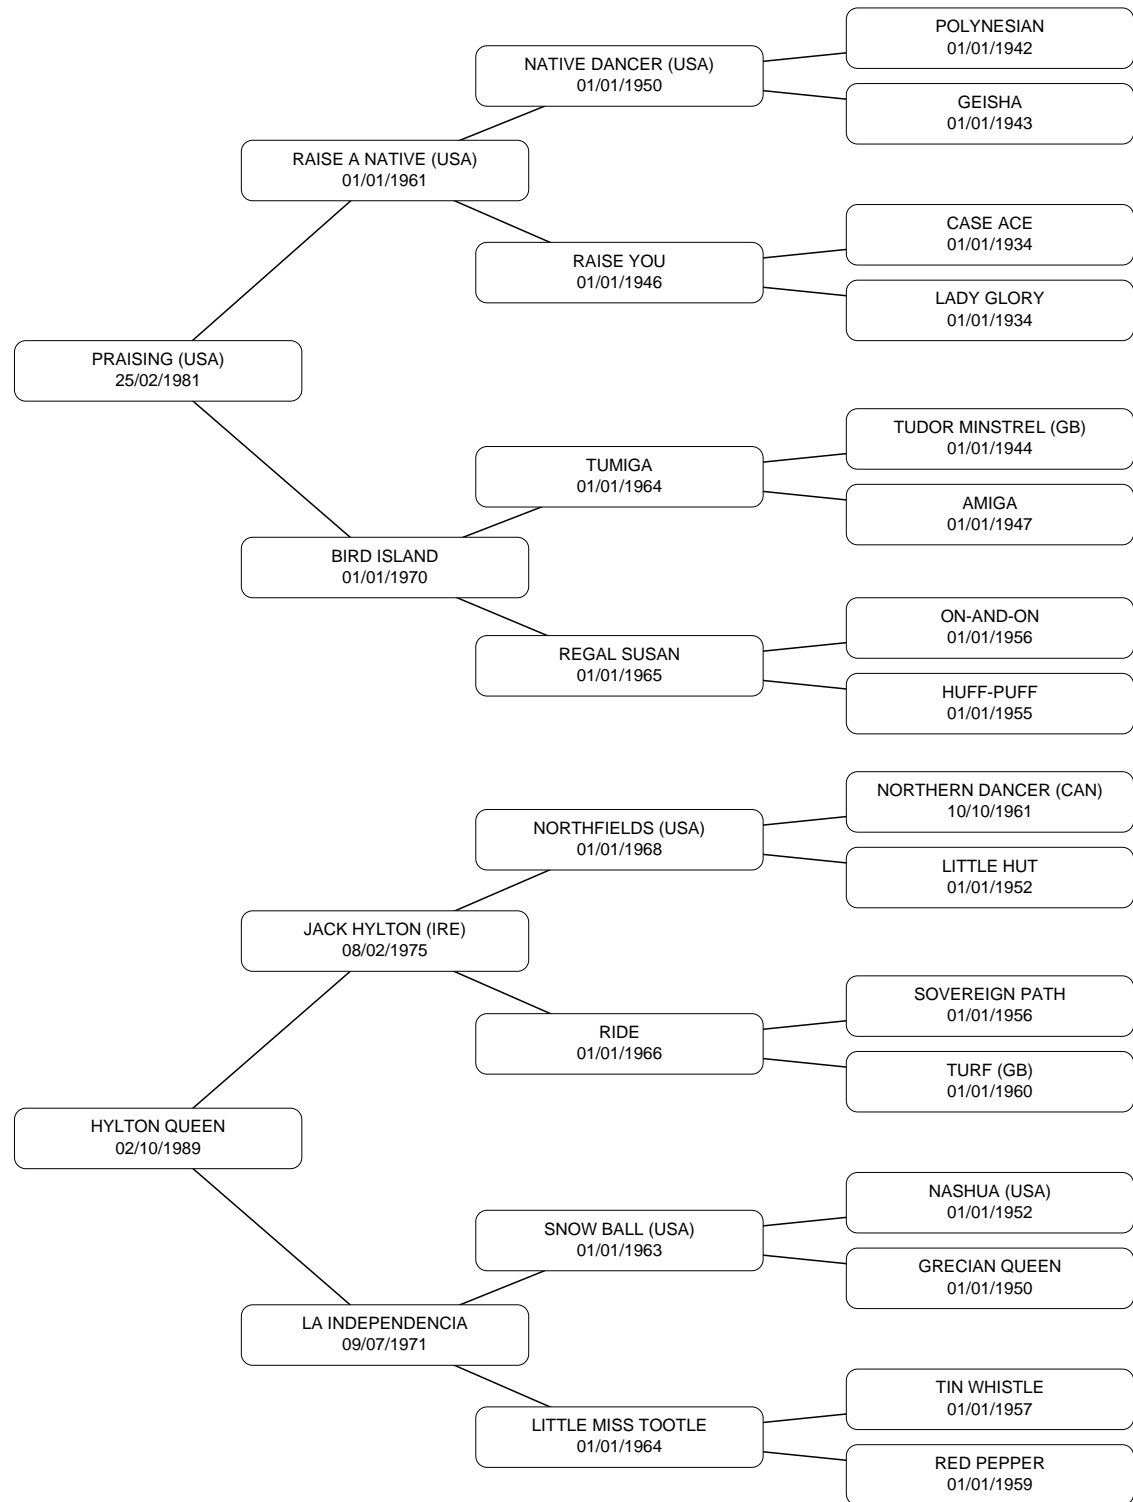 POLYNESIAN
01/01/1942
NATIVE DANCER (USA)
01/01/1950
GEISHA
01/01/1943
RAISE A NATIVE (USA)
01/01/1961
CASE ACE
01/01/1934
RAISE YOU
01/01/1946
LADY GLORY
01/01/1934
PRAISING (USA)
25/02/1981
TUDOR MINSTREL (GB)
01/01/1944
TUMIGA
01/01/1964
AMIGA
01/01/1947
BIRD ISLAND
01/01/1970
ON-AND-ON
01/01/1956
REGAL SUSAN
01/01/1965
HUFF-PUFF
01/01/1955
NORTHERN DANCER (CAN)
10/10/1961
NORTHFIELDS (USA)
01/01/1968
LITTLE HUT
01/01/1952
JACK HYLTON (IRE)
08/02/1975
SOVEREIGN PATH
01/01/1956
RIDE
01/01/1966
TURF (GB)
01/01/1960
HYLTON QUEEN
02/10/1989
NASHUA (USA)
01/01/1952
SNOW BALL (USA)
01/01/1963
GRECIAN QUEEN
01/01/1950
LA INDEPENDENCIA
09/07/1971
TIN WHISTLE
01/01/1957
LITTLE MISS TOOTLE
01/01/1964
RED PEPPER
01/01/1959